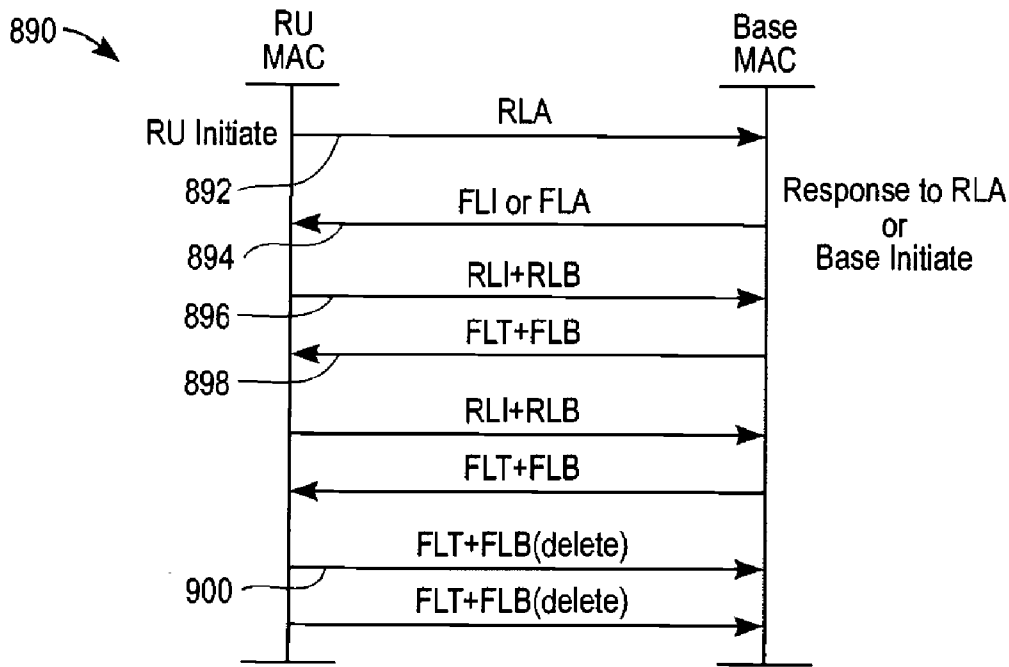 890
RU
MAC
Base
MAC
RU Initiate
RLA
892
FLI or FLA
Response to RLA
or
Base Initiate
894
RLI+RLB
896
FLT+FLB
898
RLI+RLB
FLT+FLB
FLT+FLB(delete)
900
FLT+FLB(delete)